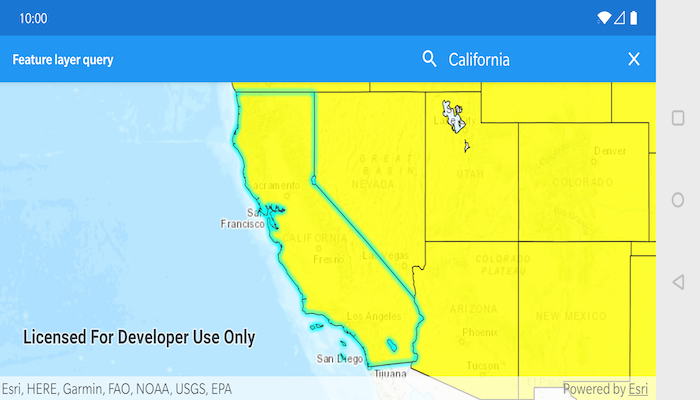 10:00
Feature layer query
California
GREAT
BASIN
NEVADA
UTAH
Denver
COLORADO
Sacramento
San
Francisco
CALIFORNIA
Fresno
Las Vegas
COLORADO
PLATEAU
Los Angeles
ARIZONA
NEW MEXICO
Phoenix
Licensed For Developer Use Only
San Diego
Tucson
Tijuana
Esri, HERE, Garmin, FAO, NOAA, USGS, EPA
Powered by Esri